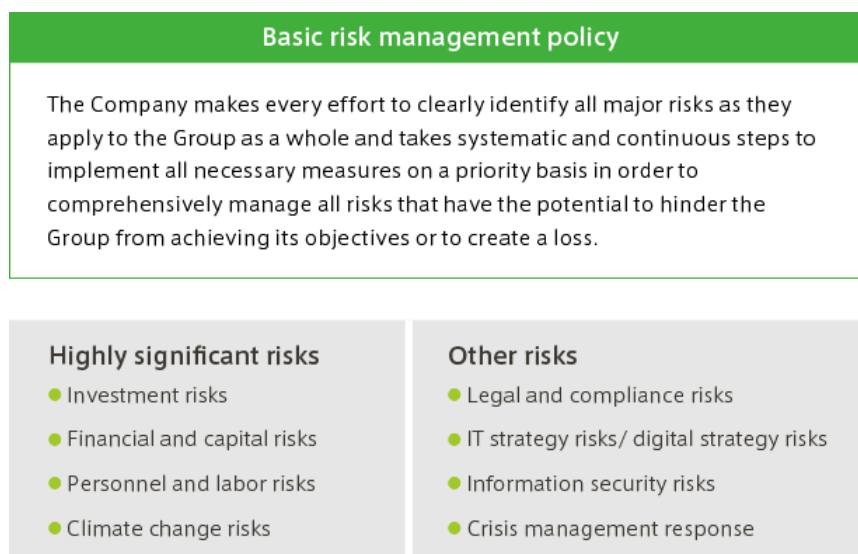 Basic risk management policy
The Company makes every effort to clearly identify all major risks as they
apply to the Group as a whole and takes systematic and continuous steps to
implement all necessary measures on a priority basis in order to
comprehensively manage all risks that have the potential to hinder the
Group from achieving its objectives or to create a loss.
Highly significant risks
Investment risks
Financial and capital risks
Personnel and labor risks
Climate change risks
Other risks
Legal and compliance risks
IT strategy risks/ digital strategy risks
Information security risks
Crisis management response